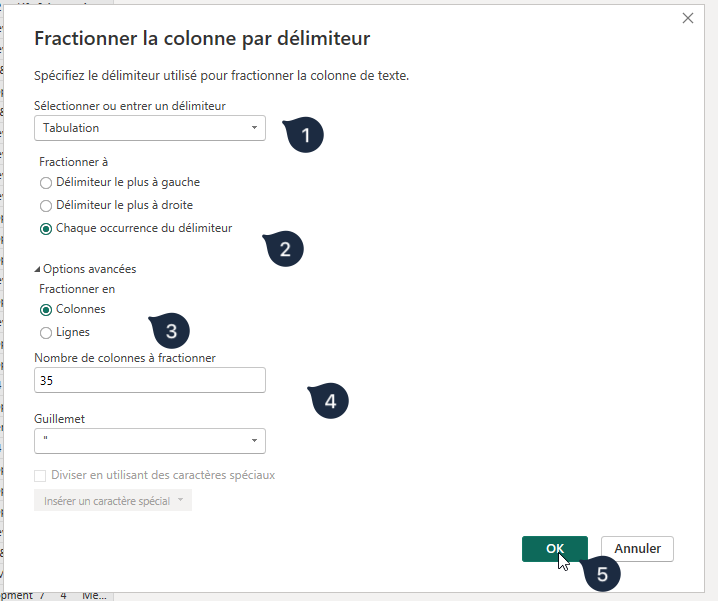 Fractionner la colonne par délimiteur
Spécifiez le délimiteur utilisé pour fractionner la colonne de texte.
Sélectionner ou entrer un délimiteur
Tabulation
1
Fractionner à
Délimiteur le plus à gauche
Délimiteur le plus à droite
Chaque occurrence du délimiteur
2
Options avancées
Fractionner en
Colonnes
3
Lignes
Nombre de colonnes à fractionner
35
4
Guillemet
"
Diviser en utilisant des caractères spéciaux
Insérer un caractère spécial
OK
Annuler
5
7 4 Me...